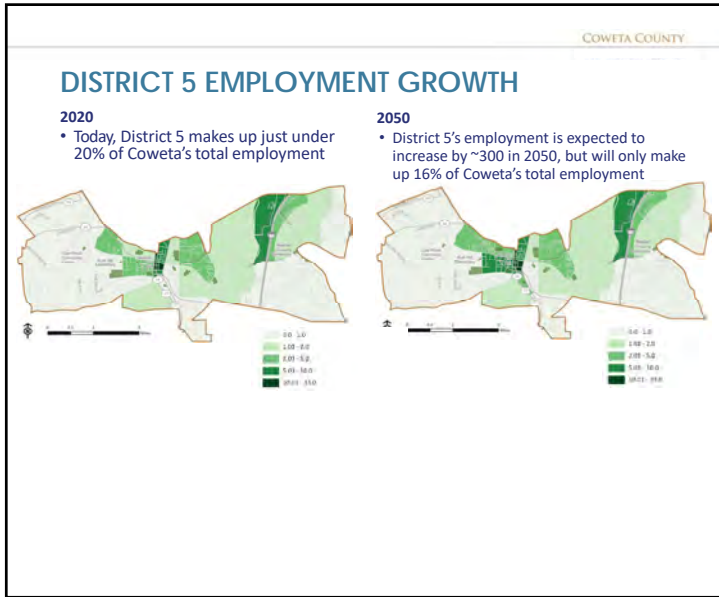 COWETA COUNTY
DISTRICT 5 EMPLOYMENT GROWTH
2020
• Today, District 5 makes up just under
20% of Coweta's total employment
2050
• District 5's employment is expected to
increase by ~300 in 2050, but will only make
up 16% of Coweta's total employment